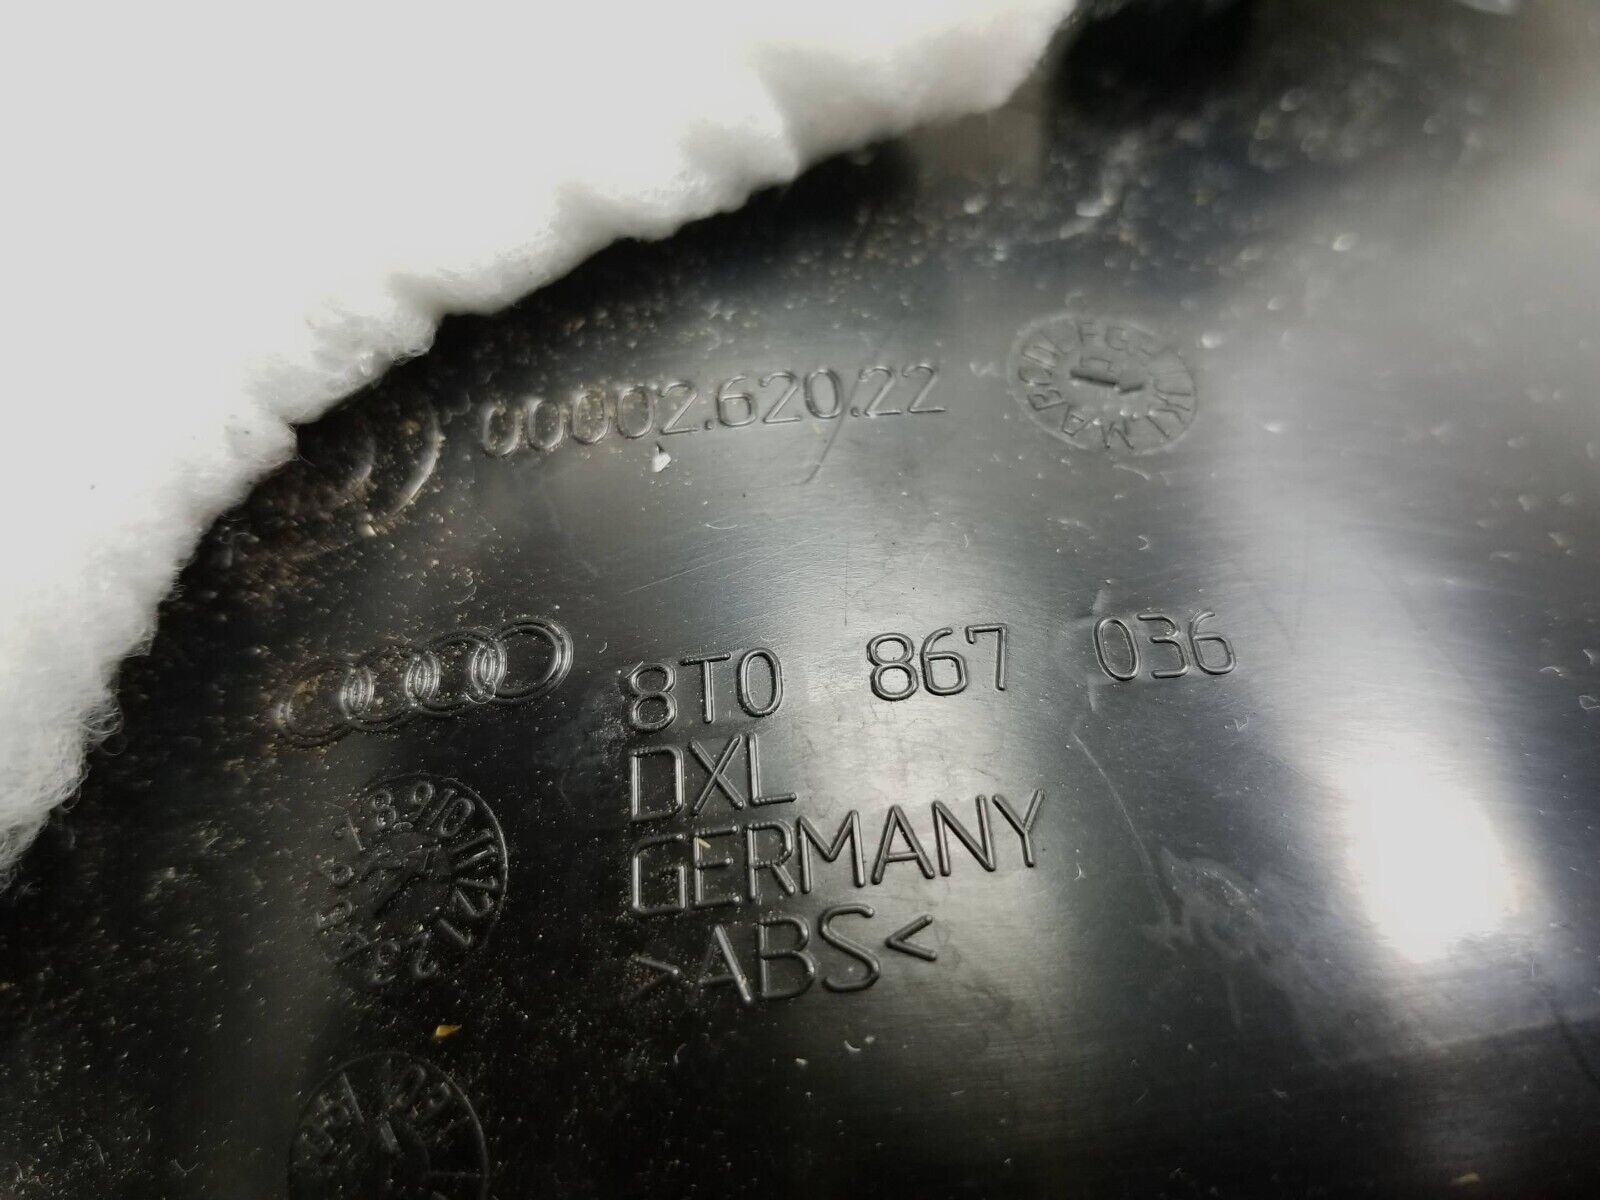 00002.620.22
8T0 867 036
DXL
GERMANY
>ABS<